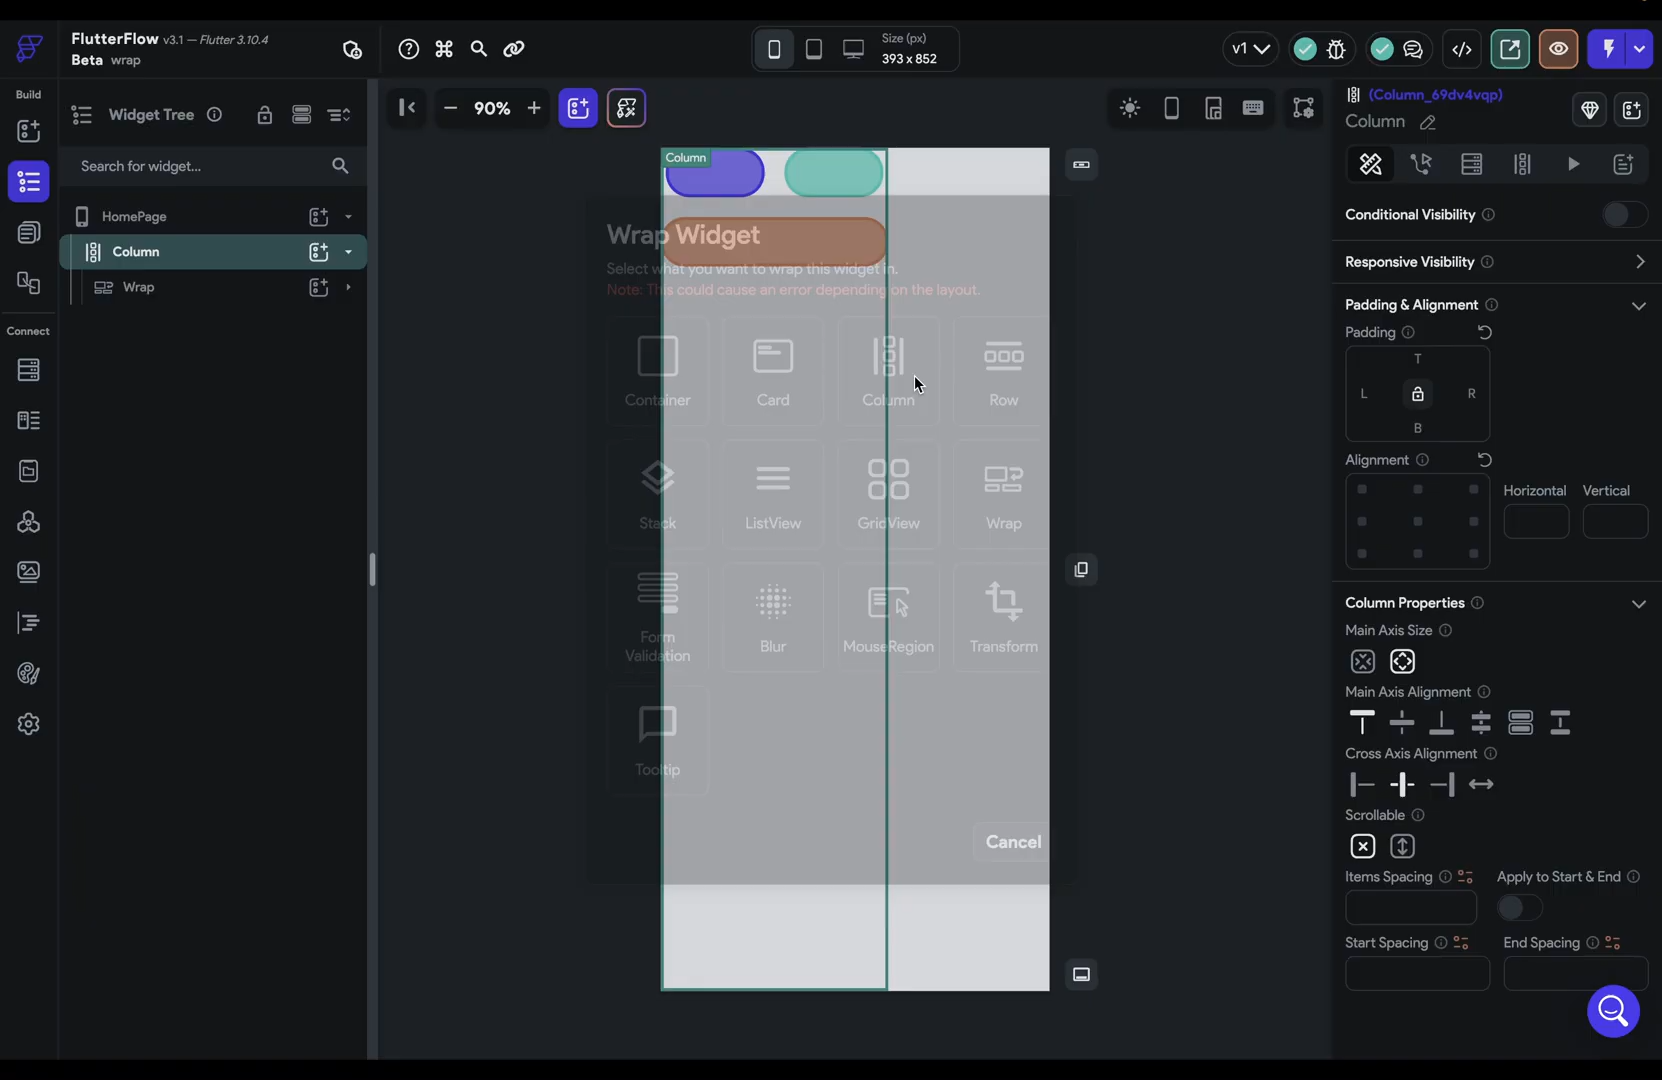 FlutterFlow v3.1 — Flutter 3.10.4
Beta wrap
Size (px)
393 x 852
v1
Build
Widget Tree
90%
(Column_69dv4vqp)
Column
Search for widget...
Column
HomePage
Column
Wrap
Connect
Wrap Widget
Select what you want to wrap this widget in.
Note: This could cause an error depending on the layout.
Container
Card
Column
Row
Stack
ListView
GridView
Wrap
Form
Validation
Blur
MouseRegion
Transform
Tooltip
Cancel
Conditional Visibility
Responsive Visibility
Padding & Alignment
Padding
T
L
R
B
Alignment
Horizontal
Vertical
Column Properties
Main Axis Size
Main Axis Alignment
Cross Axis Alignment
Scrollable
Items Spacing
Apply to Start & End
Start Spacing
End Spacing